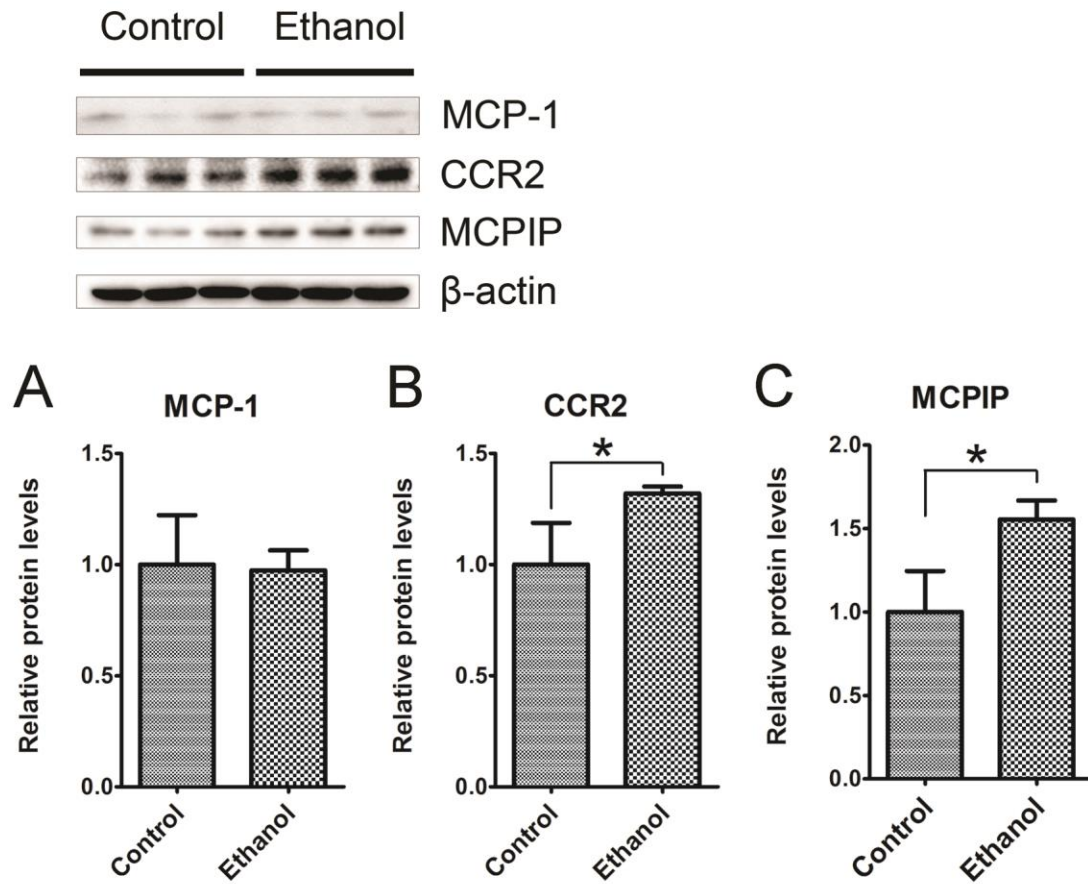 Control Ethanol
MCP-1
CCR2
MCPIP
β-actin
A
MCP-1
Relative protein levels
1.5
1.0
0.5
0.0
Control
Ethanol
B
CCR2
*
Relative protein levels
1.5
1.0
0.5
0.0
Control
Ethanol
C
MCPIP
*
Relative protein levels
2.0
1.5
1.0
0.5
0.0
Control
Ethanol